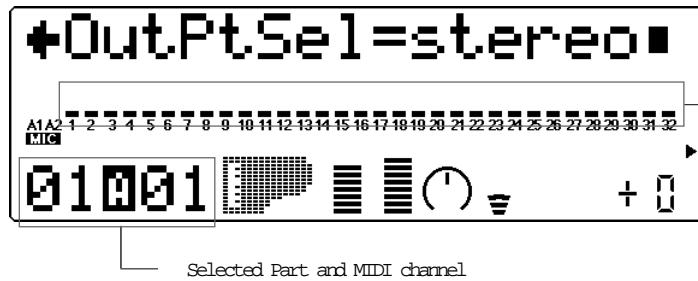 OutPtSel=stereo
A1 A2 1 2 3 4 5 6 7 8 9 10 11 12 13 14 15 16 17 18 19 20 21 22 23 24 25 26 27 28 29 30 31 32
MIC
01 A01 + 0
Selected Part and MIDI channel